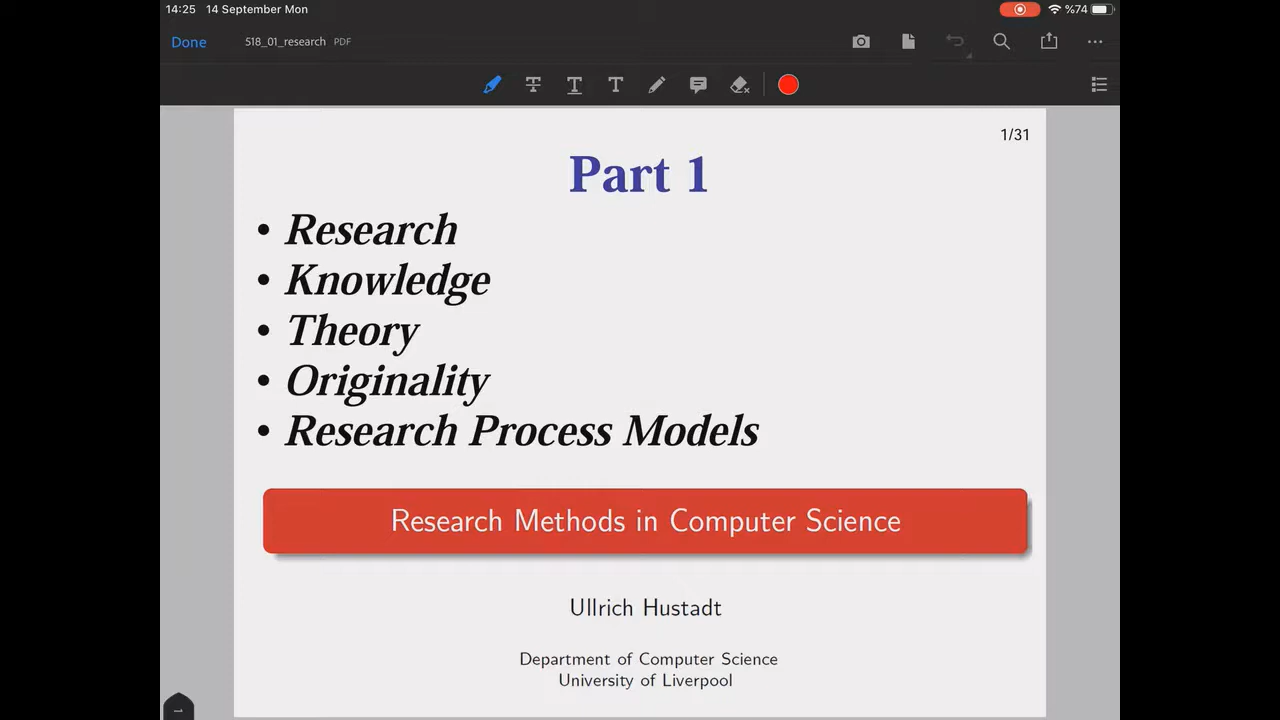 14:25 14 September Mon %74
Done 518_01_research PDF
1/31
Part 1
• Research
• Knowledge
• Theory
• Originality
• Research Process Models
Research Methods in Computer Science
Ullrich Hustadt
Department of Computer Science
University of Liverpool